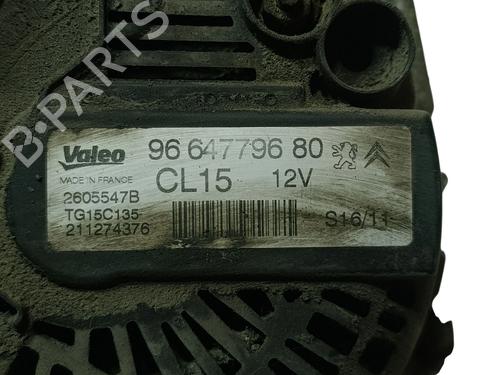 B-PARTS
Valeo 96 647796 80
MADE IN FRANCE CL15 12V
2605547B
TG15C135
211274376 S16/11